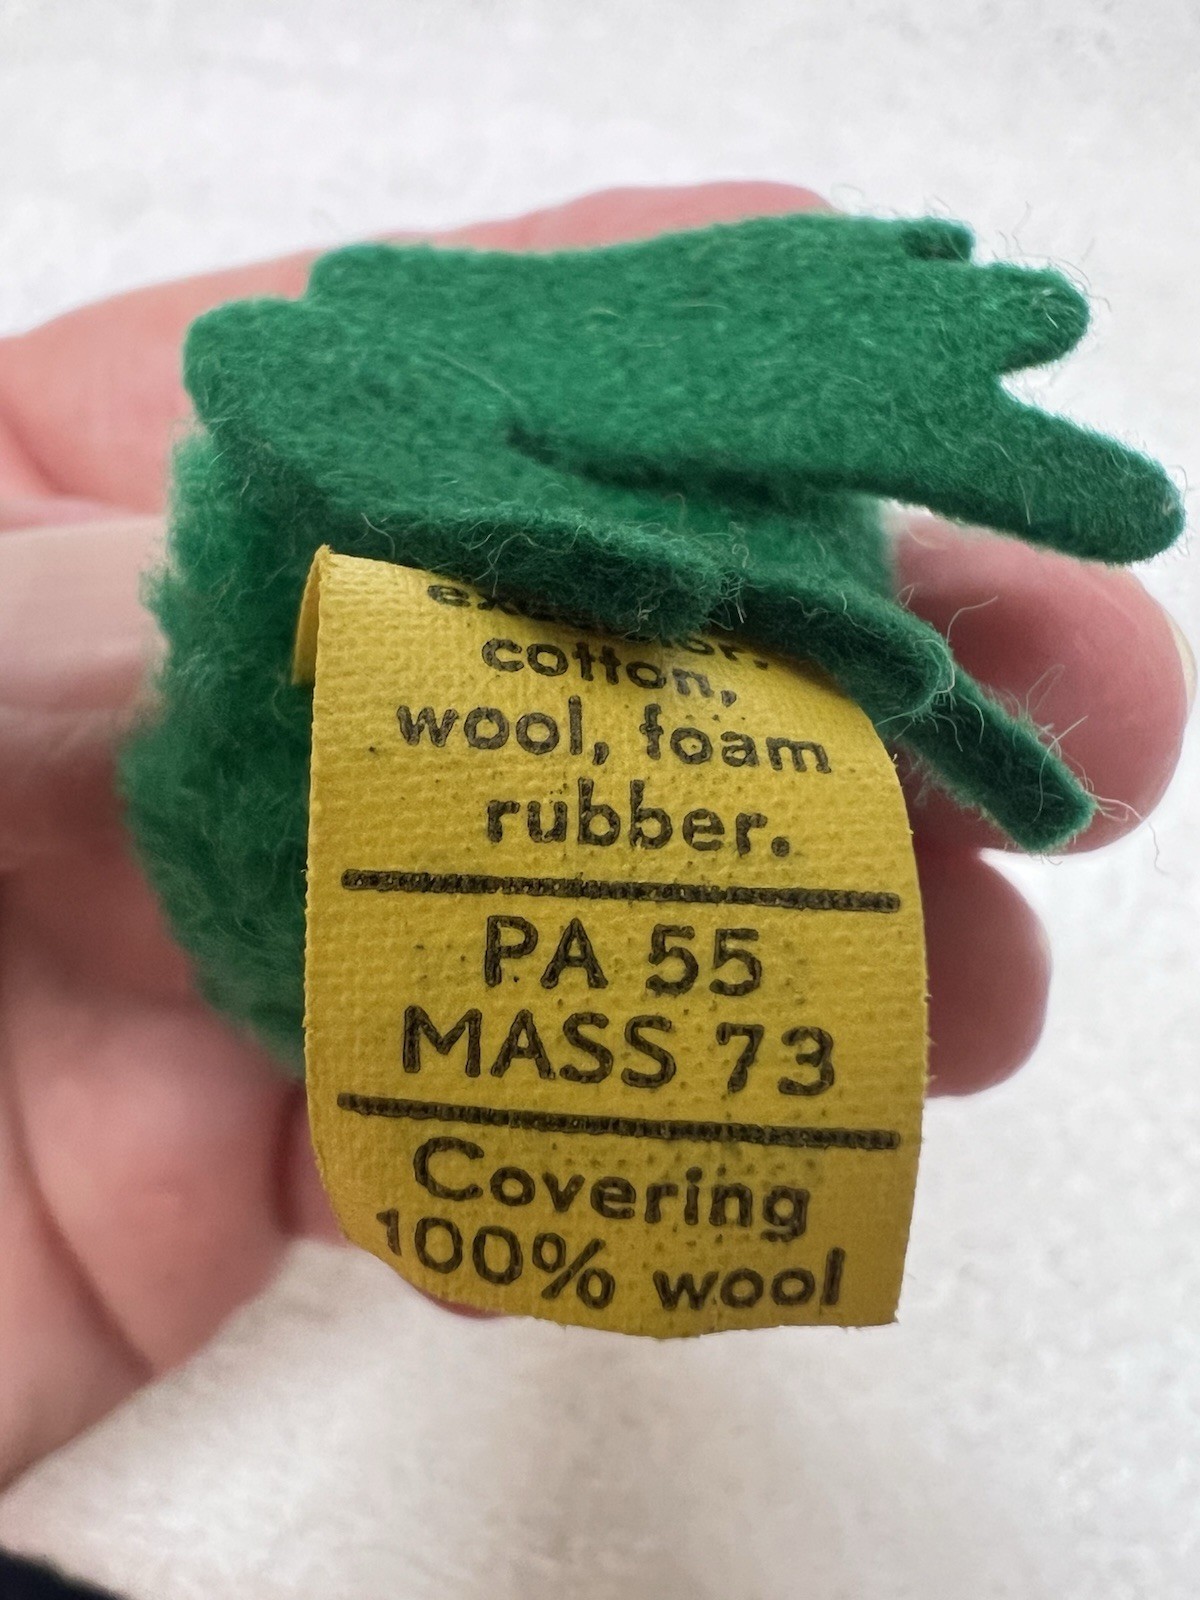 cotton,
wool, foam
rubber.
PA 55
MASS 73
Covering
100% wool